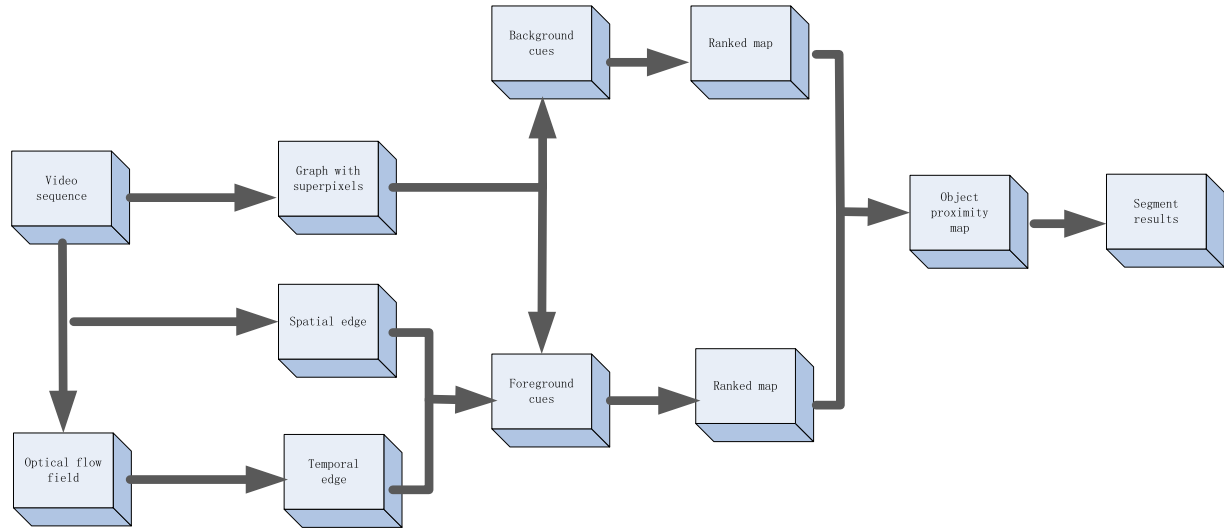 Background
cues
Ranked map
Video
sequence
Graph with
superpixels
Object
proximity
map
Segment
results
Spatial edge
Foreground
cues
Ranked map
Optical flow
field
Temporal
edge